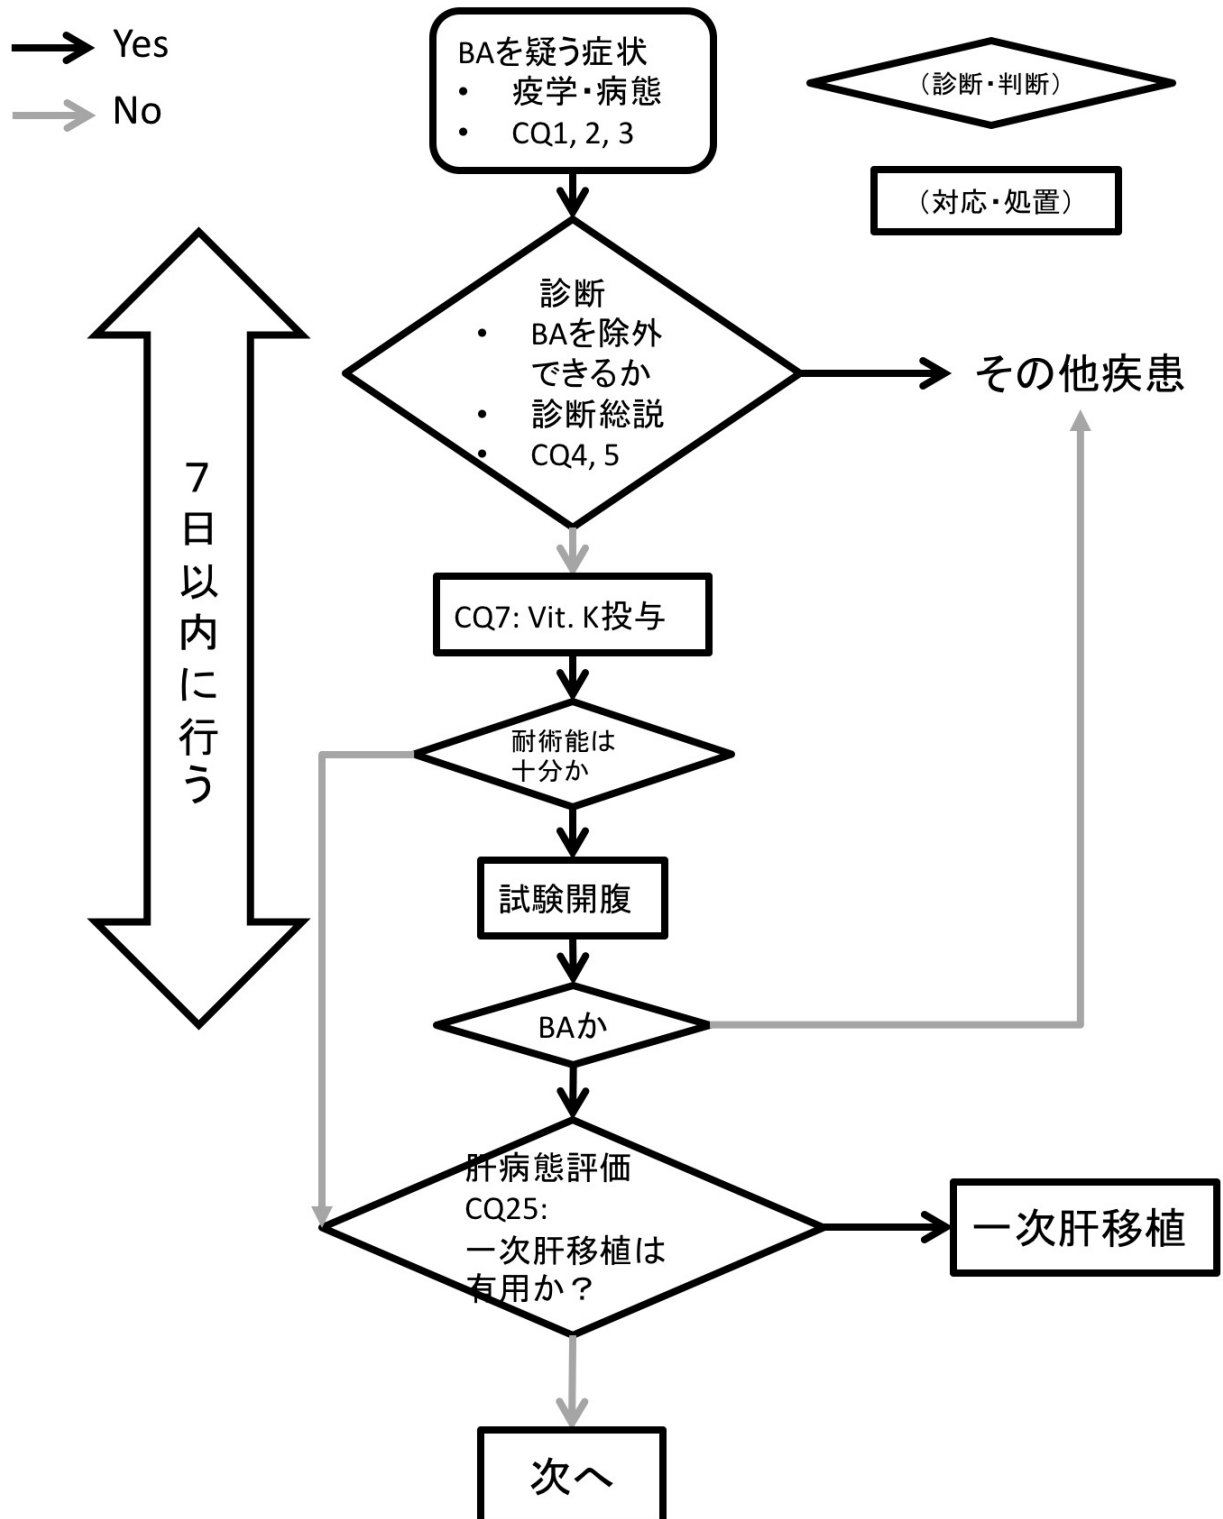 Yes
No
BAを疑う症状
• 疫学・病態
• CQ1, 2, 3
（診断・判断）
（対応・処置）
診断
• BAを除外
できるか
• 診断総説
• CQ4, 5
その他疾患
7日以内に行う
CQ7: Vit. K投与
耐術能は
十分か
試験開腹
BAか
肝病態評価
CQ25:
一次肝移植は
有用か？
一次肝移植
次へ